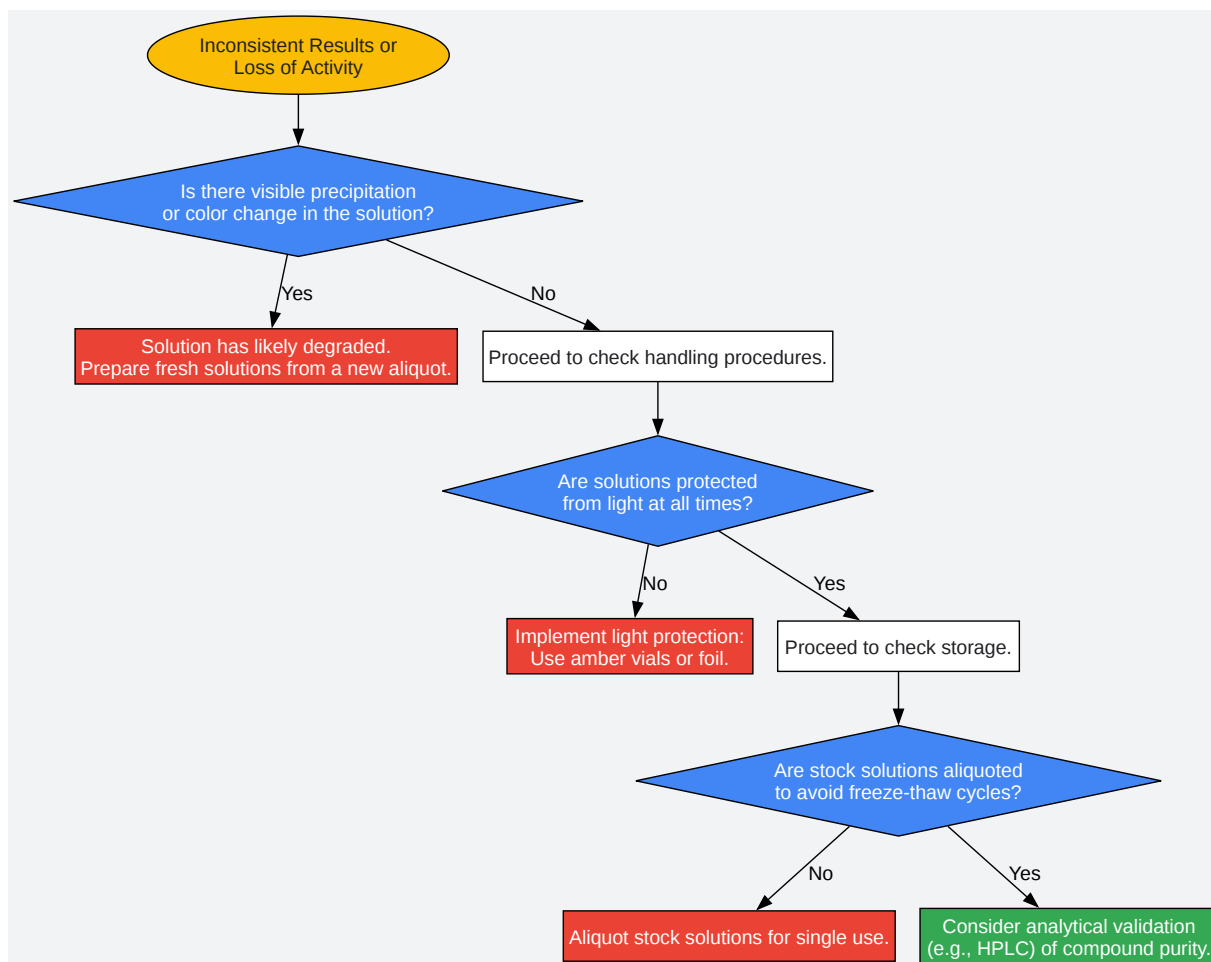 Inconsistent Results or
Loss of Activity
Is there visible precipitation
or color change in the solution?
Yes
No
Solution has likely degraded.
Prepare fresh solutions from a new aliquot.
Proceed to check handling procedures.
Are solutions protected
from light at all times?
No
Yes
Implement light protection:
Use amber vials or foil.
Proceed to check storage.
Are stock solutions aliquoted
to avoid freeze-thaw cycles?
No
Yes
Aliquot stock solutions for single use.
Consider analytical validation
(e.g., HPLC) of compound purity.